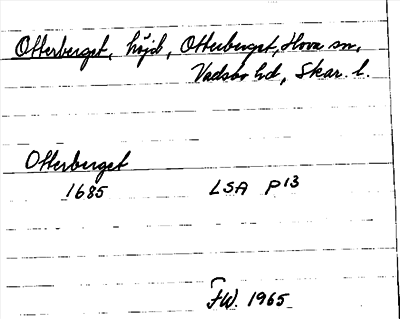 Otterberget, höjd, Otterberget, Hova sn,
Vadsbo hd, Skar. l.
Otterberget
1685 LSA P13
FW. 1965